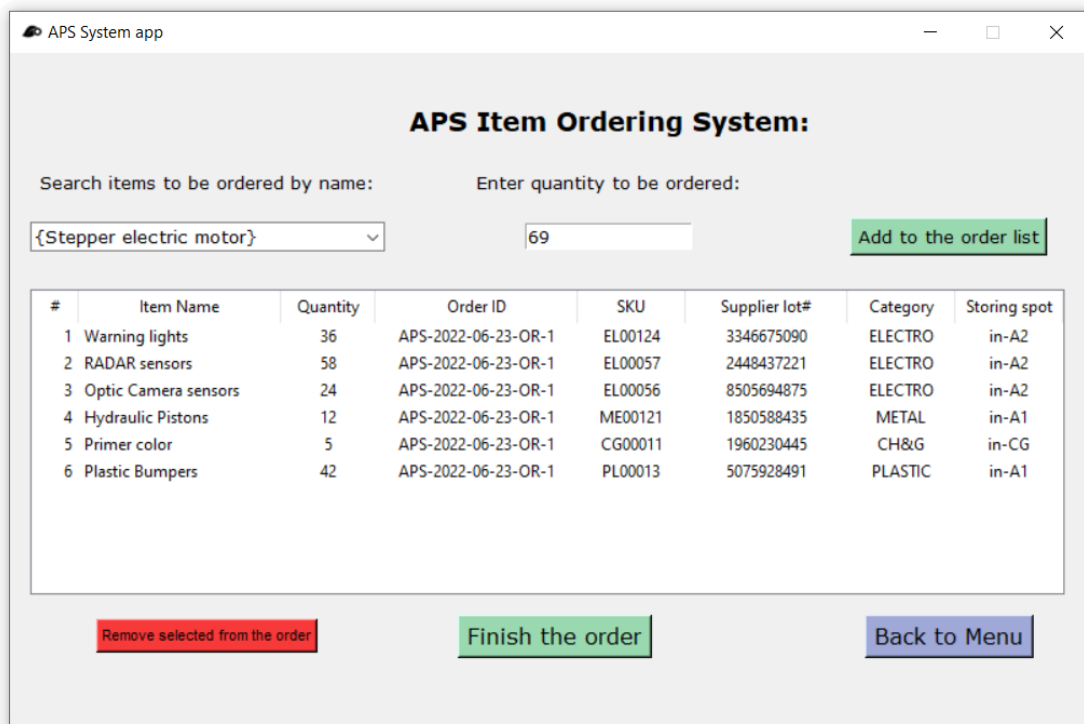 APS System app
APS Item Ordering System:
Search items to be ordered by name: Enter quantity to be ordered:
{Stepper electric motor} 69 Add to the order list
# Item Name Quantity Order ID SKU Supplier lot# Category Storing spot
1 Warning lights 36 APS-2022-06-23-OR-1 EL00124 3346675090 ELECTRO in-A2
2 RADAR sensors 58 APS-2022-06-23-OR-1 EL00057 2448437221 ELECTRO in-A2
3 Optic Camera sensors 24 APS-2022-06-23-OR-1 EL00056 8505694875 ELECTRO in-A2
4 Hydraulic Pistons 12 APS-2022-06-23-OR-1 ME00121 1850588435 METAL in-A1
5 Primer color 5 APS-2022-06-23-OR-1 CG00011 1960230445 CH&G in-CG
6 Plastic Bumpers 42 APS-2022-06-23-OR-1 PL00013 5075928491 PLASTIC in-A1
Remove selected from the order Finish the order Back to Menu